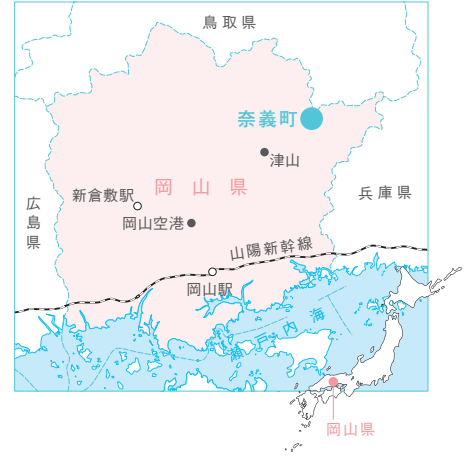 鳥取県
奈義町
津山
岡山県
新倉敷駅
兵庫県
広島県
岡山空港
山陽新幹線
岡山駅
瀬戸内海
岡山県